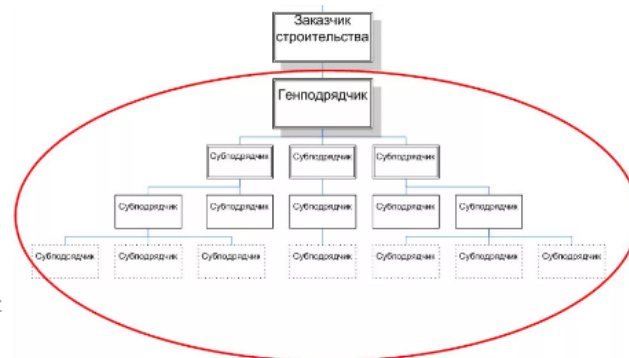 Заказчик
строительства
Генподрядчик
Субподрядчик Субподрядчик Субподрядчик
Субподрядчик Субподрядчик Субподрядчик Субподрядчик Субподрядчик
Субподрядчик Субподрядчик Субподрядчик Субподрядчик Субподрядчик Субподрядчик Субподрядчик